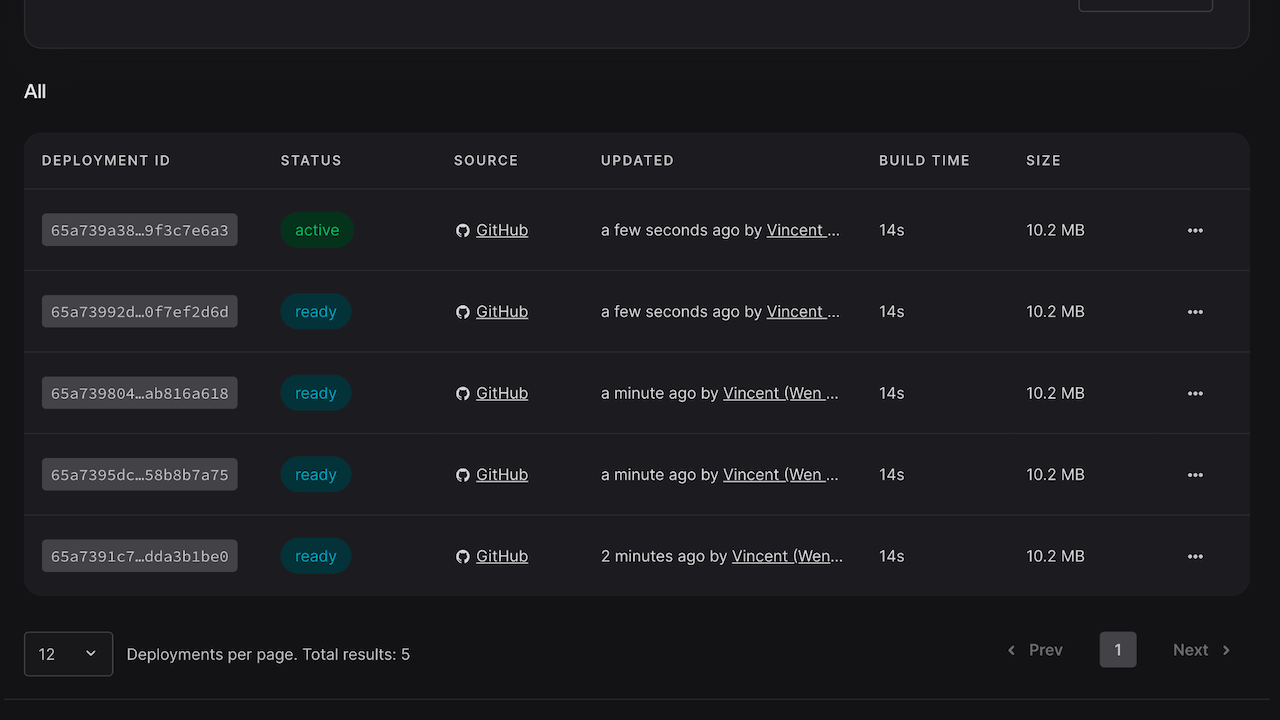 All
DEPLOYMENT ID STATUS SOURCE UPDATED BUILD TIME SIZE
65a739a38…9f3c7e6a3 active GitHub a few seconds ago by Vincent … 14s 10.2 MB
65a73992d…0f7ef2d6d ready GitHub a few seconds ago by Vincent … 14s 10.2 MB
65a739804…ab816a618 ready GitHub a minute ago by Vincent (Wen … 14s 10.2 MB
65a7395dc…58b8b7a75 ready GitHub a minute ago by Vincent (Wen … 14s 10.2 MB
65a7391c7…dda3b1be0 ready GitHub 2 minutes ago by Vincent (Wen… 14s 10.2 MB
12 Deployments per page. Total results: 5 Prev 1 Next